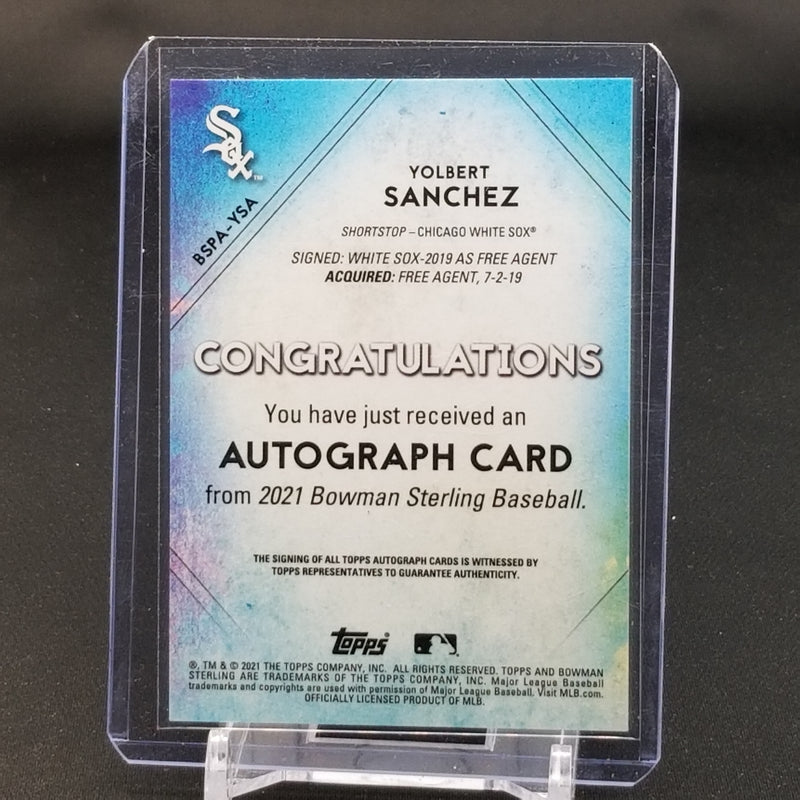 Sox™
BSPA-YSA
YOLBERT
SANCHEZ
SHORTSTOP – CHICAGO WHITE SOX®
SIGNED: WHITE SOX-2019 AS FREE AGENT
ACQUIRED: FREE AGENT, 7-2-19
CONGRATULATIONS
You have just received an
AUTOGRAPH CARD
from 2021 Bowman Sterling Baseball.
THE SIGNING OF ALL TOPPS AUTOGRAPH CARDS IS WITNESSED BY
TOPPS REPRESENTATIVES TO GUARANTEE AUTHENTICITY.
topps®
®, TM & © 2021 THE TOPPS COMPANY, INC. ALL RIGHTS RESERVED. TOPPS AND BOWMAN
STERLING ARE TRADEMARKS OF THE TOPPS COMPANY, INC. Major League Baseball
trademarks and copyrights are used with permission of Major League Baseball. Visit MLB.com.
OFFICIALLY LICENSED PRODUCT OF MLB.